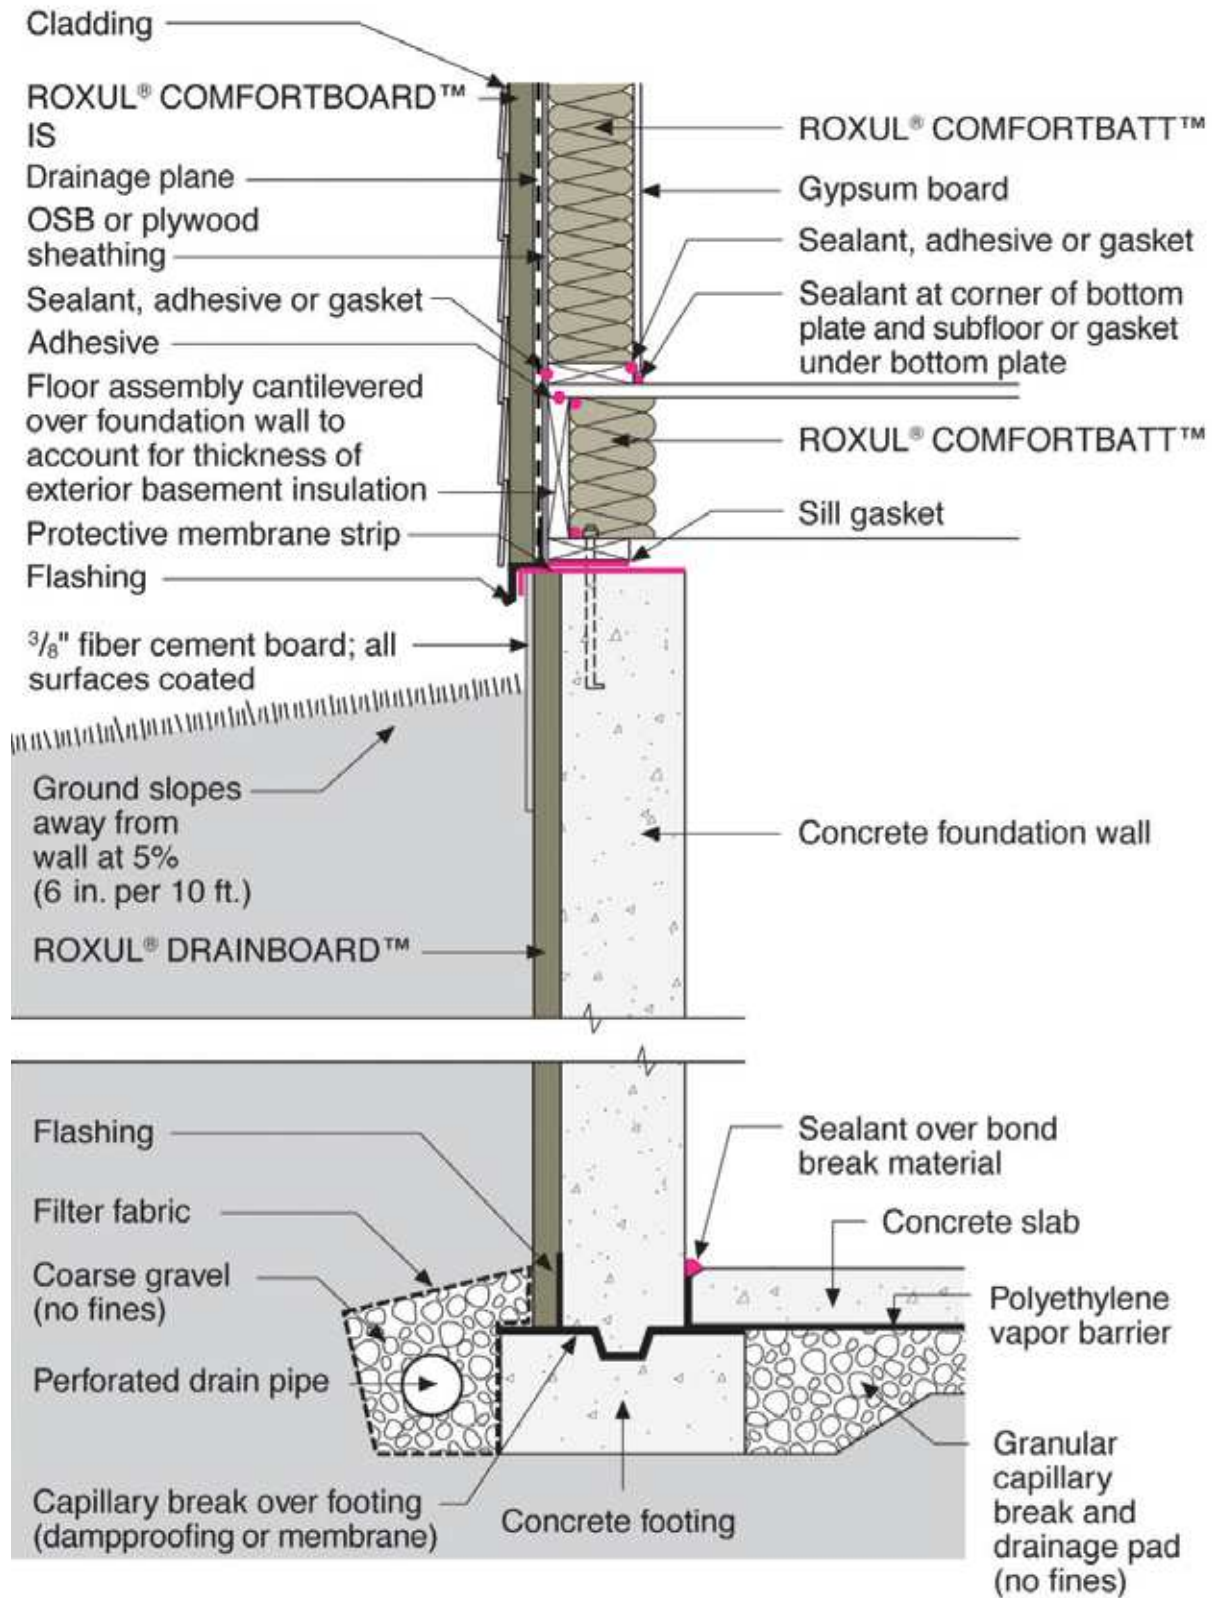 Cladding
ROXUL® COMFORTBOARD™
IS
Drainage plane
OSB or plywood
sheathing
Sealant, adhesive or gasket
Adhesive
Floor assembly cantilevered
over foundation wall to
account for thickness of
exterior basement insulation
Protective membrane strip
Flashing
3/8" fiber cement board; all
surfaces coated
Ground slopes
away from
wall at 5%
(6 in. per 10 ft.)
ROXUL® DRAINBOARD™
ROXUL® COMFORTBATT™
Gypsum board
Sealant, adhesive or gasket
Sealant at corner of bottom
plate and subfloor or gasket
under bottom plate
ROXUL® COMFORTBATT™
Sill gasket
Concrete foundation wall
Flashing
Filter fabric
Coarse gravel
(no fines)
Perforated drain pipe
Capillary break over footing
(dampproofing or membrane)
Concrete footing
Sealant over bond
break material
Concrete slab
Polyethylene
vapor barrier
Granular
capillary
break and
drainage pad
(no fines)